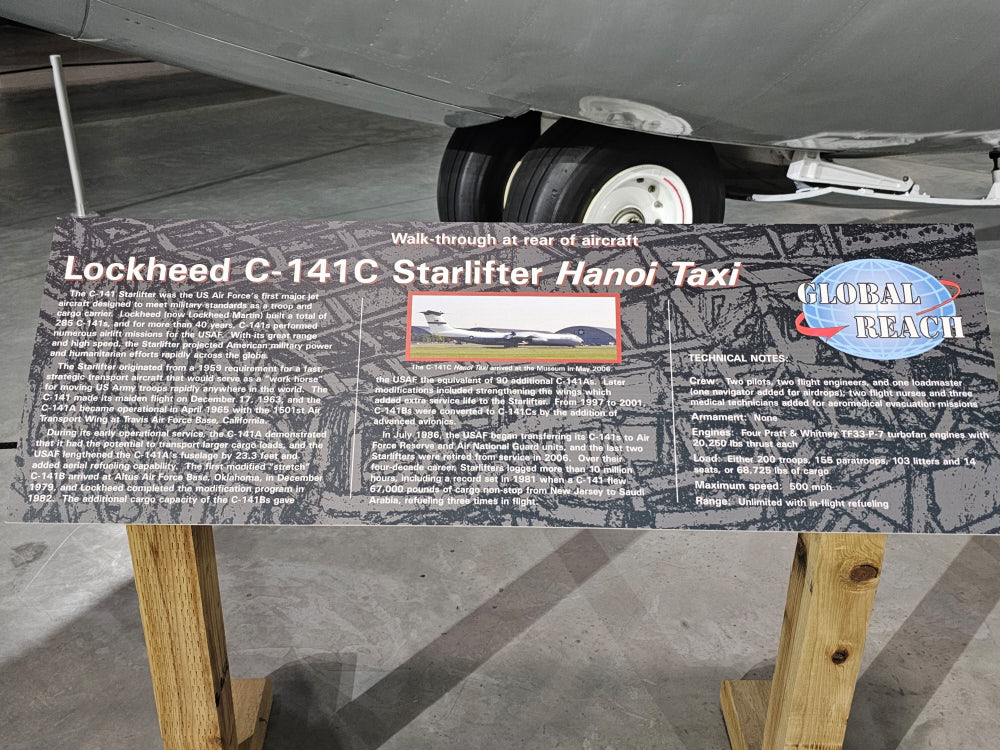 Walk-through at rear of aircraft
Lockheed C-141C Starlifter Hanoi Taxi
The C-141 Starlifter was the US Air Force's first major jet
aircraft designed to meet military standards as a troop and
cargo carrier. Lockheed (now Lockheed Martin) built a total of
285 C-141s, and for more than 40 years, C-141s performed
numerous airlift missions for the USAF. With its great range
and high speed, the Starlifter projected American military power
and humanitarian efforts rapidly across the globe.
The Starlifter originated from a 1959 requirement for a fast,
strategic transport aircraft that would serve as a "work horse"
for moving US Army troops rapidly anywhere in the world. The
C-141 made its maiden flight on December 17, 1963, and the
C-141A became operational in April 1965 with the 1501st Air
Transport Wing at Travis Air Force Base, California.
During its early operational service, the C-141A demonstrated
that it had the potential to transport larger cargo loads, and the
USAF lengthened the C-141A's fuselage by 23.3 feet and
added aerial refueling capability. The first modified "stretch"
C-141B arrived at Altus Air Force Base, Oklahoma, in December
1979, and Lockheed completed the modification program in
1982. The additional cargo capacity of the C-141Bs gave
The C-141C Hanoi Taxi arrived at the Museum in May 2006.
the USAF the equivalent of 90 additional C-141As. Later
modifications included strengthening the wings which
added extra service life to the Starlifter. From 1997 to 2001,
C-141Bs were converted to C-141Cs by the addition of
advanced avionics.
In July 1986, the USAF began transferring its C-141s to Air
Force Reserve and Air National Guard units, and the last two
Starlifters were retired from service in 2006. Over their
four-decade career, Starlifters logged more than 10 million
hours, including a record set in 1981 when a C-141 flew
67,000 pounds of cargo non-stop from New Jersey to Saudi
Arabia, refueling three times in flight.
GLOBAL
REACH
TECHNICAL NOTES:
Crew: Two pilots, two flight engineers, and one loadmaster
(one navigator added for airdrops); two flight nurses and three
medical technicians added for aeromedical evacuation missions
Armament: None
Engines: Four Pratt & Whitney TF33-P-7 turbofan engines with
20,250 lbs thrust each
Load: Either 200 troops, 155 paratroops, 103 litters and 14
seats, or 68,725 lbs of cargo
Maximum speed: 500 mph
Range: Unlimited with in-flight refueling